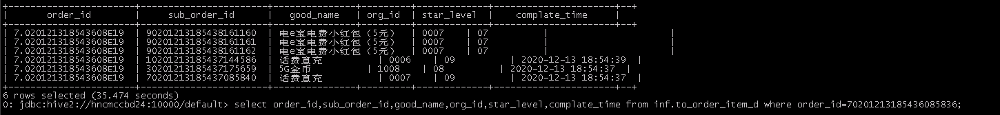 +----------------------+----------------------+---------------+---------+-------------+----------------------+--+
| order_id | sub_order_id | good_name | org_id | star_level | complate_time |
+----------------------+----------------------+---------------+---------+-------------+----------------------+--+
| 7.020121318543608E19 | 90201213185438161160 | 电e宝电费小红包（5元） | 0007 | 07 | |
| 7.020121318543608E19 | 90201213185438161161 | 电e宝电费小红包（5元） | 0007 | 07 | |
| 7.020121318543608E19 | 90201213185438161162 | 电e宝电费小红包（5元） | 0007 | 07 | |
| 7.020121318543608E19 | 10201213185437144586 | 话费直充 | 0006 | 09 | 2020-12-13 18:54:39 |
| 7.020121318543608E19 | 30201213185437175659 | 5G金币 | 1008 | 08 | 2020-12-13 18:54:37 |
| 7.020121318543608E19 | 70201213185437085840 | 话费直充 | 0007 | 09 | 2020-12-13 18:54:37 |
+----------------------+----------------------+---------------+---------+-------------+----------------------+--+
6 rows selected (35.474 seconds)
0: jdbc:hive2://hncmccbd24:10000/default> select order_id,sub_order_id,good_name,org_id,star_level,complate_time from inf.to_order_item_d where order_id=70201213185436085836;